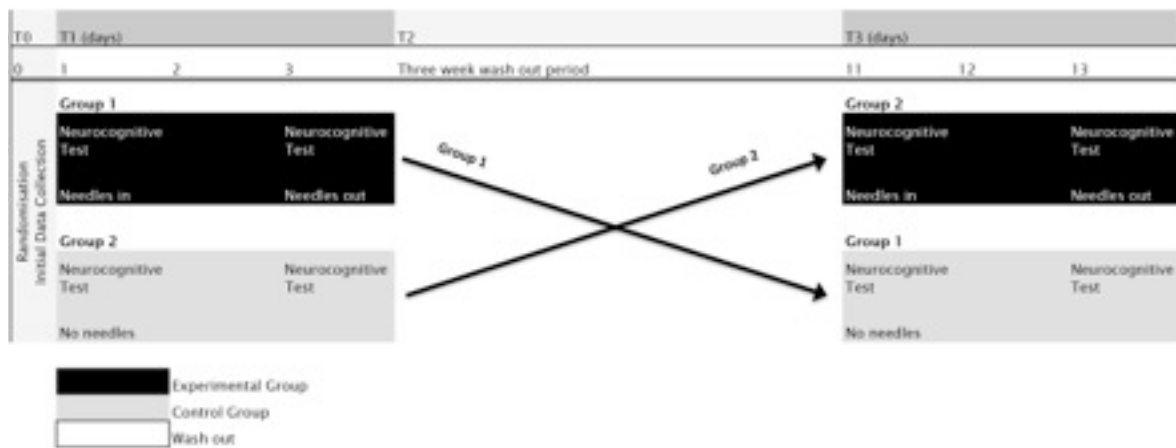 T0 T1 (days) T2 T3 (days)
0 1 2 3 Three week wash out period 11 12 13
Randomisation
Initial Data Collection
Group 1
Neurocognitive Neurocognitive
Test Test
Needles in Needles out
Group 2
Neurocognitive Neurocognitive
Test Test
No needles
Group 1
Group 2
Group 2
Neurocognitive Neurocognitive
Test Test
Needles in Needles out
Group 1
Neurocognitive Neurocognitive
Test Test
No needles
Experimental Group
Control Group
Wash out